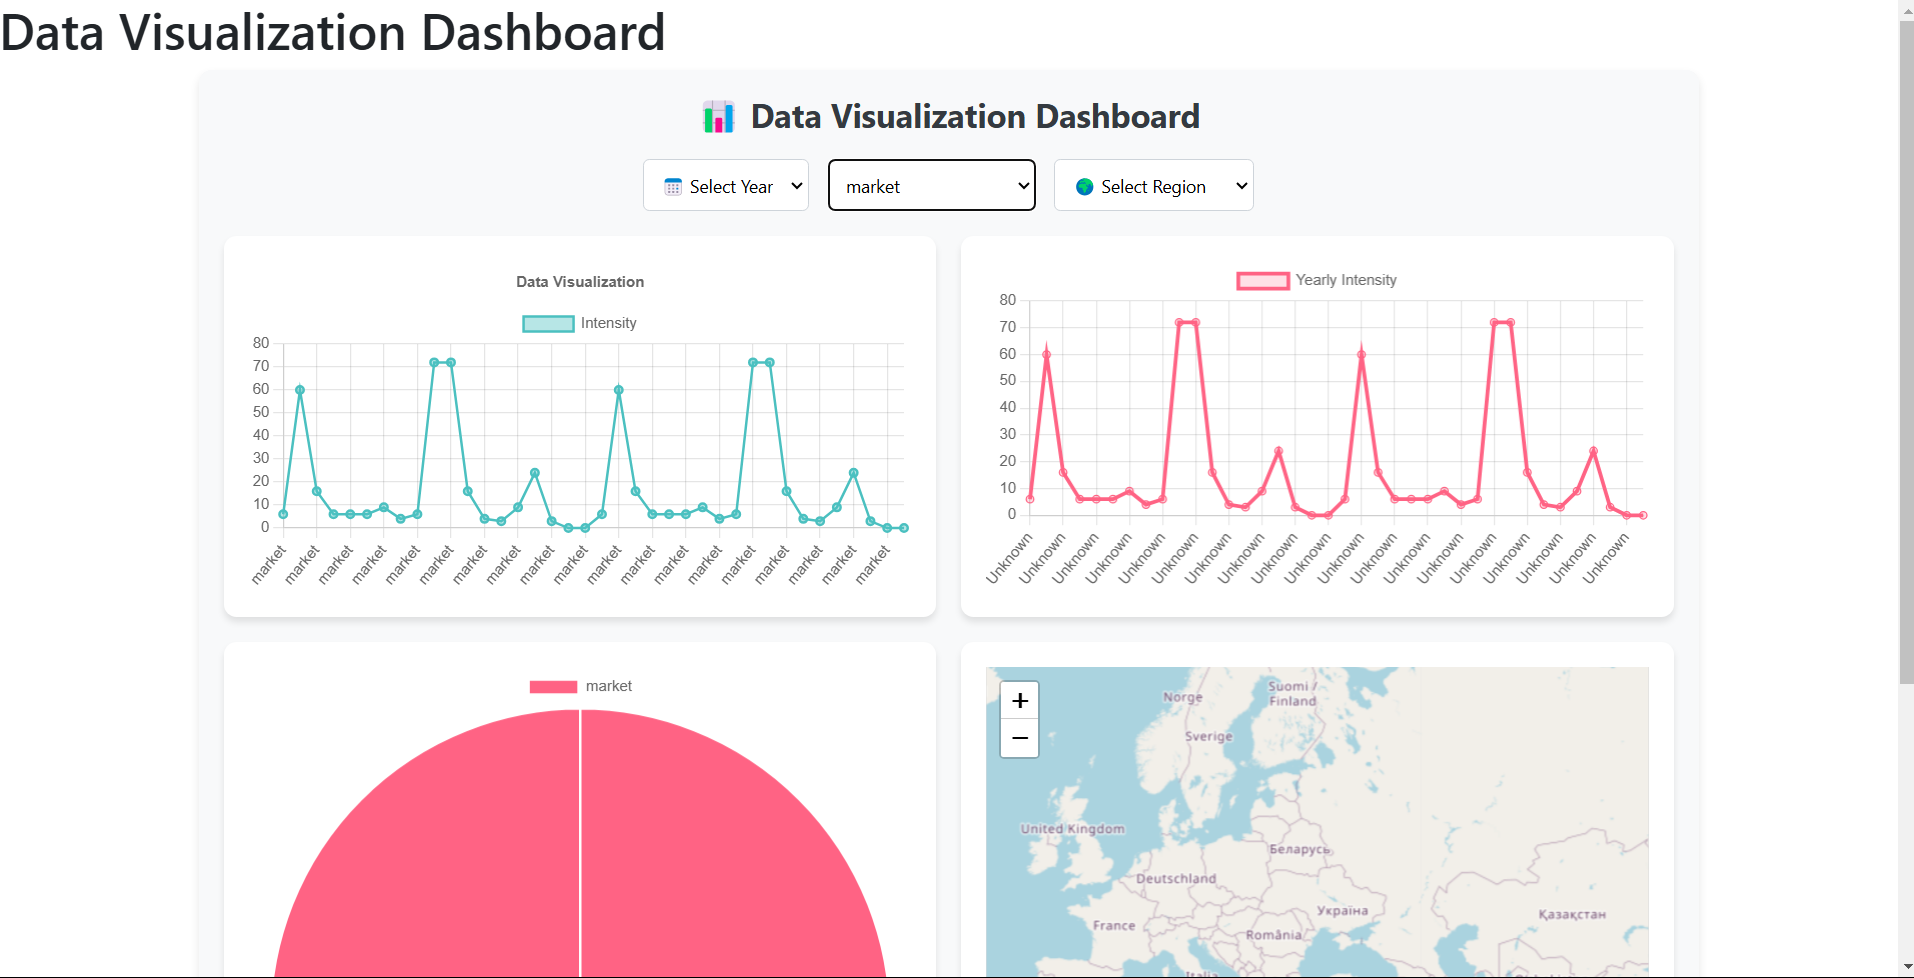 Data Visualization Dashboard
Data Visualization Dashboard
Select Year
market
Select Region
Data Visualization
Intensity
80
70
60
50
40
30
20
10
0
market market market market market market market market market market market market market market market market market market market
Yearly Intensity
80
70
60
50
40
30
20
10
0
Unknown Unknown Unknown Unknown Unknown Unknown Unknown Unknown Unknown Unknown Unknown Unknown Unknown Unknown Unknown Unknown Unknown Unknown Unknown
market
+
−
Norge
Suomi /
Finland
Sverige
United Kingdom
Беларусь
Deutschland
Україна
Қазақстан
France
România
Italia